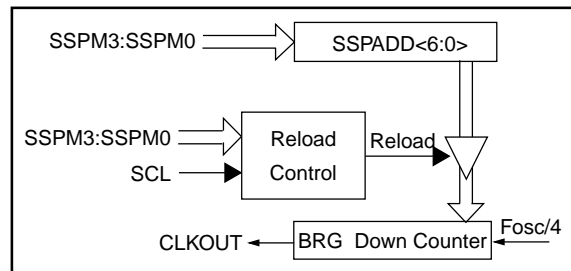 SSPM3:SSPM0
SSPADD<6:0>
SSPM3:SSPM0
SCL
Reload
Control
Reload
CLKOUT
BRG Down Counter
Fosc/4